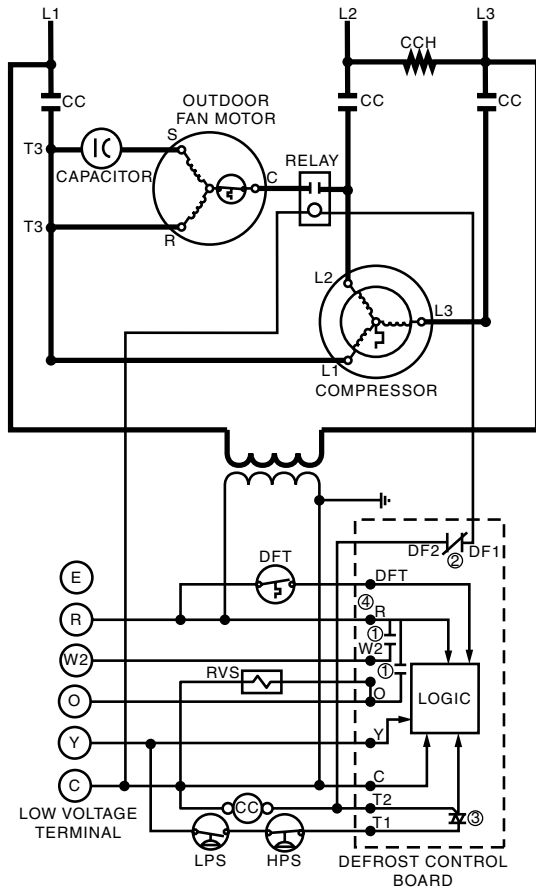 L1
L2
L3
CCH
CC
CC
CC
OUTDOOR
FAN MOTOR
T3
S
CAPACITOR
C
RELAY
T3
R
L2
L3
L1
COMPRESSOR
DF2
②
DF1
DFT
DFT
E
④
R
R
①
W2
W2
RVS
①
O
O
LOGIC
Y
Y
C
C
CC
T2
③
LOW VOLTAGE
TERMINAL
T1
LPS
HPS
DEFROST CONTROL
BOARD